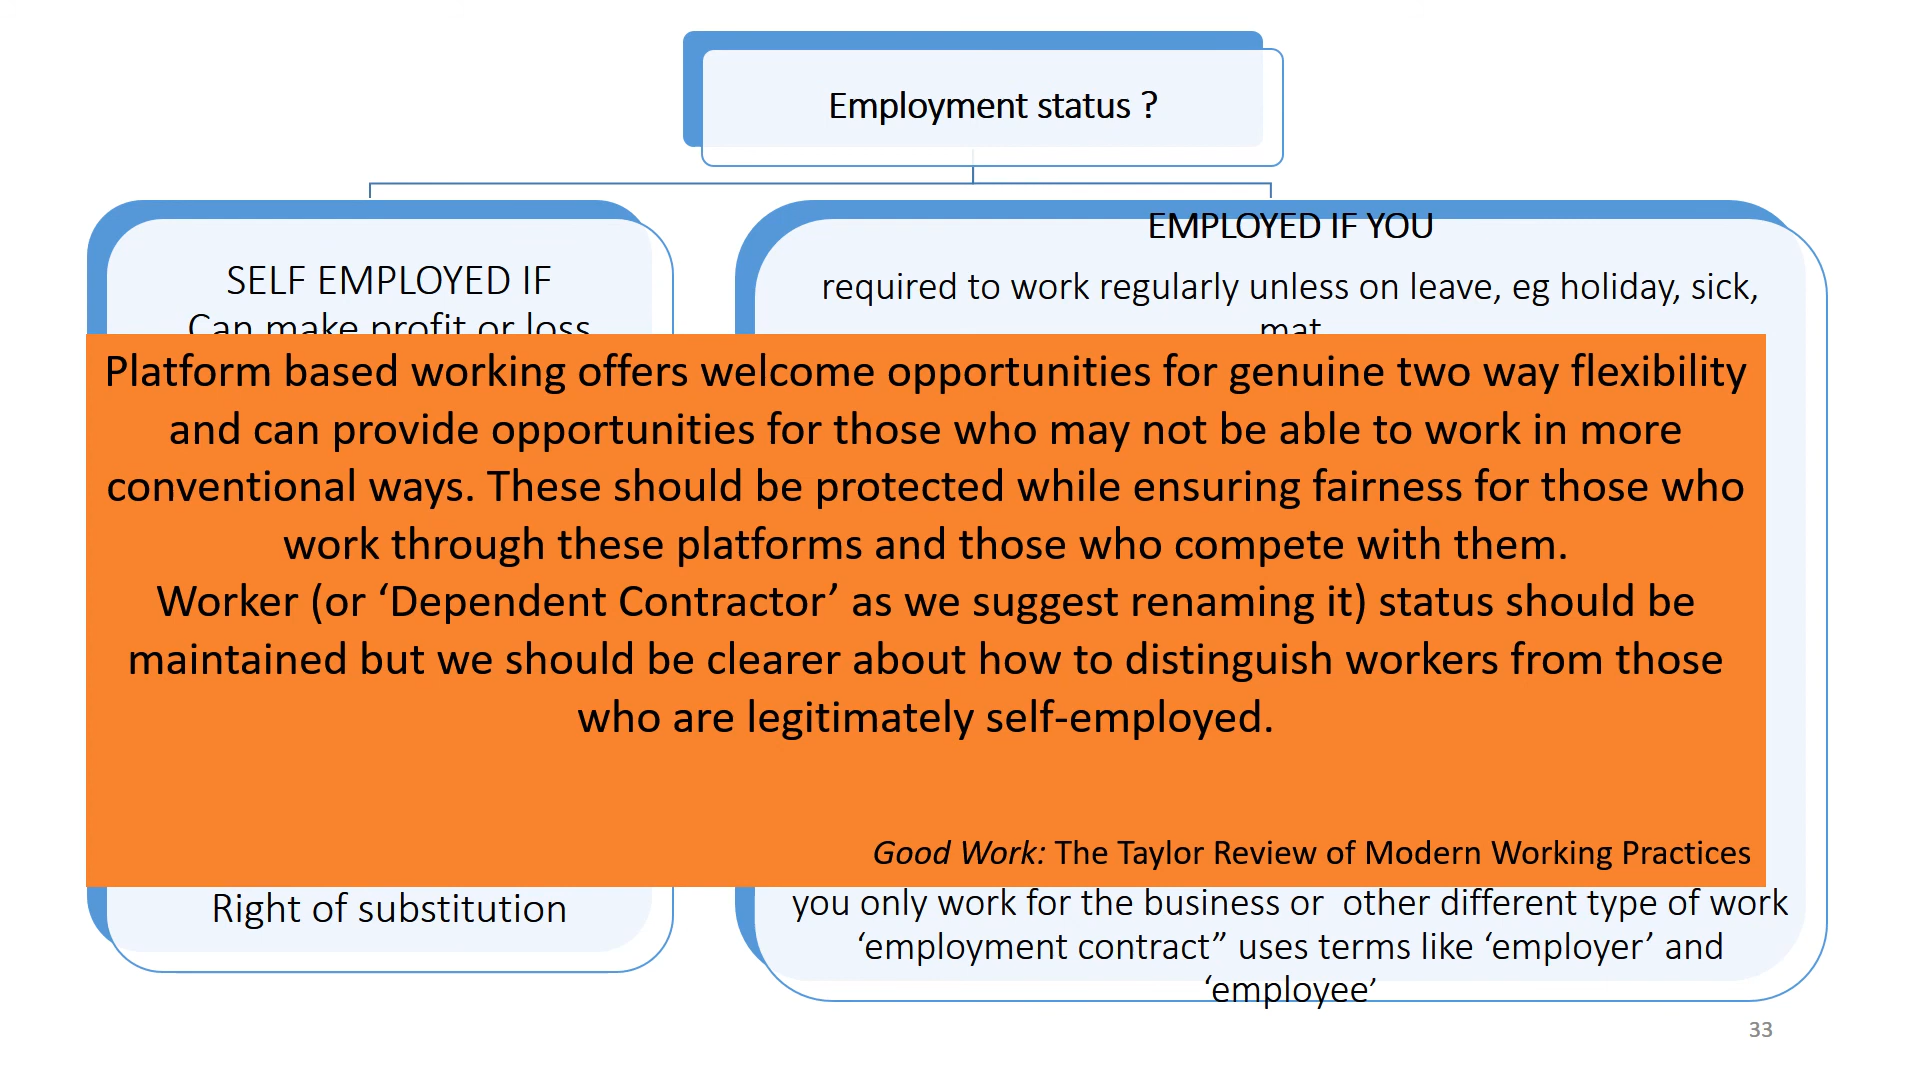 Employment status ?
SELF EMPLOYED IF
Can make profit or loss
EMPLOYED IF YOU
required to work regularly unless on leave, eg holiday, sick,
mat
Platform based working offers welcome opportunities for genuine two way flexibility
and can provide opportunities for those who may not be able to work in more
conventional ways. These should be protected while ensuring fairness for those who
work through these platforms and those who compete with them.
Worker (or ‘Dependent Contractor’ as we suggest renaming it) status should be
maintained but we should be clearer about how to distinguish workers from those
who are legitimately self-employed.
Good Work: The Taylor Review of Modern Working Practices
Right of substitution
you only work for the business or  other different type of work
‘employment contract” uses terms like ‘employer’ and
‘employee’
33